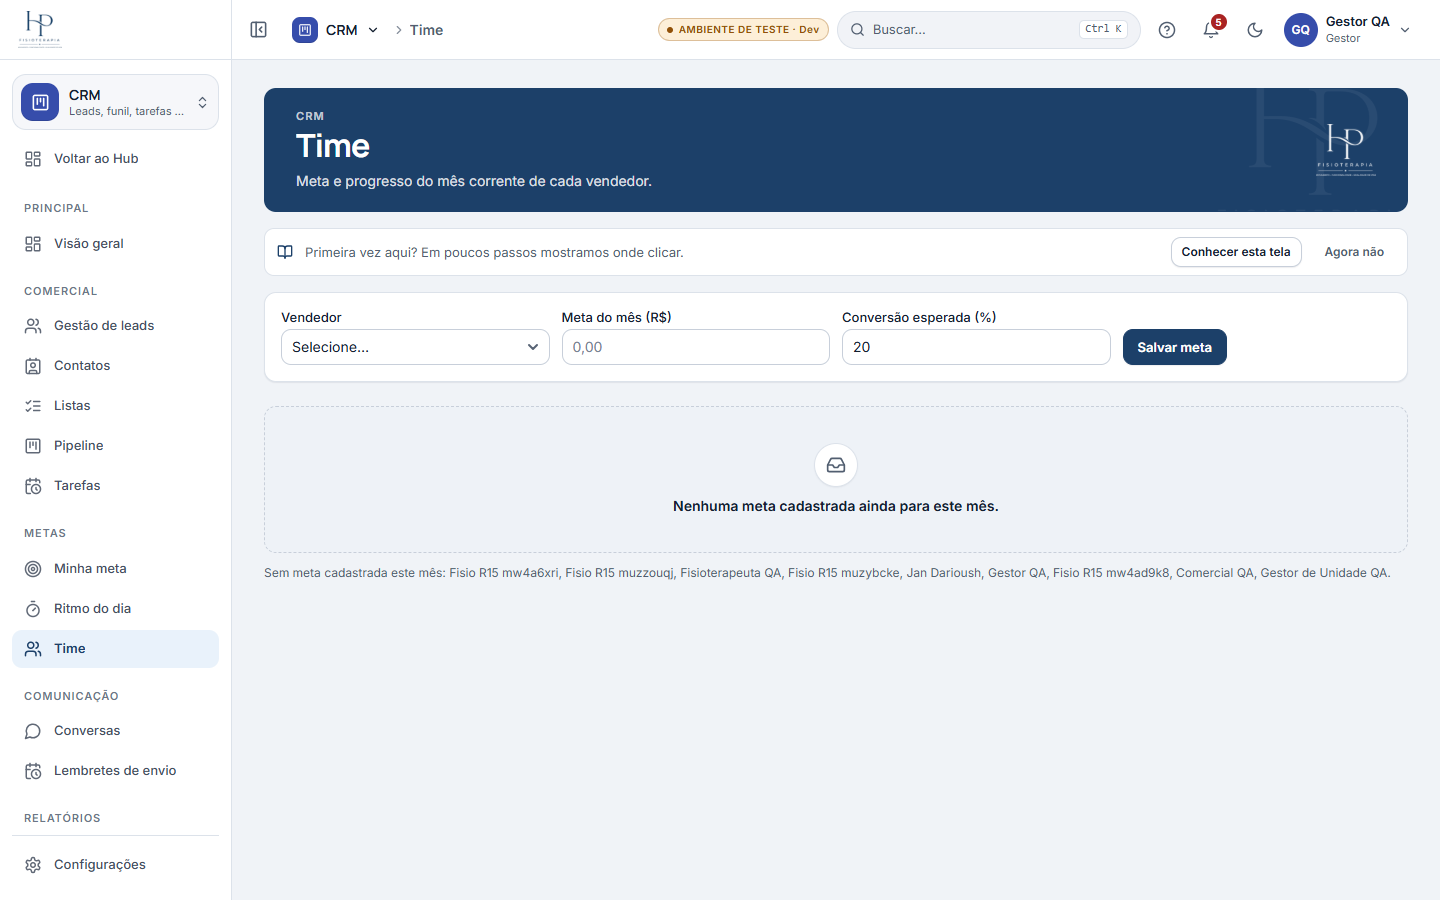 HP
FISIOTERAPIA
CRM
Time
AMBIENTE DE TESTE · Dev
Buscar...
Ctrl K
5
GQ
Gestor QA
Gestor
CRM
Leads, funil, tarefas ...
Voltar ao Hub
PRINCIPAL
Visão geral
COMERCIAL
Gestão de leads
Contatos
Listas
Pipeline
Tarefas
METAS
Minha meta
Ritmo do dia
Time
COMUNICAÇÃO
Conversas
Lembretes de envio
RELATÓRIOS
Configurações
CRM
Time
Meta e progresso do mês corrente de cada vendedor.
HP
FISIOTERAPIA
Primeira vez aqui? Em poucos passos mostramos onde clicar.
Conhecer esta tela
Agora não
Vendedor
Meta do mês (R$)
Conversão esperada (%)
Selecione...
0,00
20
Salvar meta
Nenhuma meta cadastrada ainda para este mês.
Sem meta cadastrada este mês: Fisio R15 mw4a6xri, Fisio R15 muzzouqj, Fisioterapeuta QA, Fisio R15 muzybcke, Jan Darioush, Gestor QA, Fisio R15 mw4ad9k8, Comercial QA, Gestor de Unidade QA.